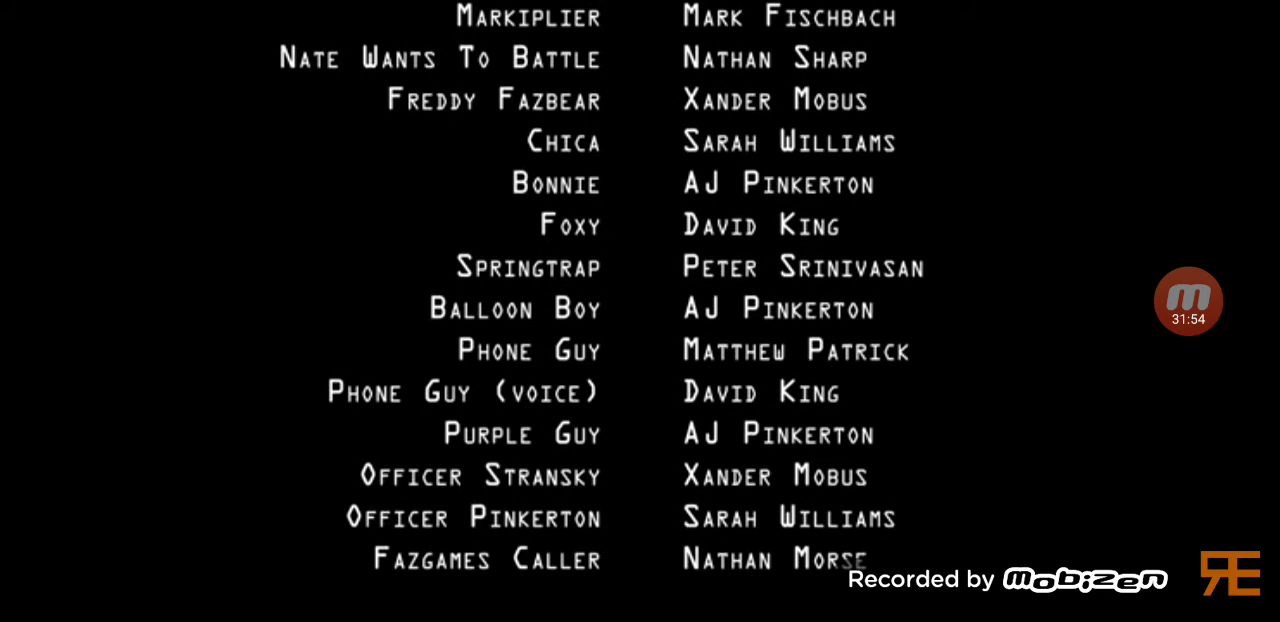 Markiplier Mark Fischbach
Nate Wants To Battle Nathan Sharp
Freddy Fazbear Xander Mobus
Chica Sarah Williams
Bonnie AJ Pinkerton
Foxy David King
Springtrap Peter Srinivasan
Balloon Boy AJ Pinkerton
Phone Guy Matthew Patrick
Phone Guy (voice) David King
Purple Guy AJ Pinkerton
Officer Stransky Xander Mobus
Officer Pinkerton Sarah Williams
Fazgames Caller Nathan Morse
31:54
Recorded by mobizen